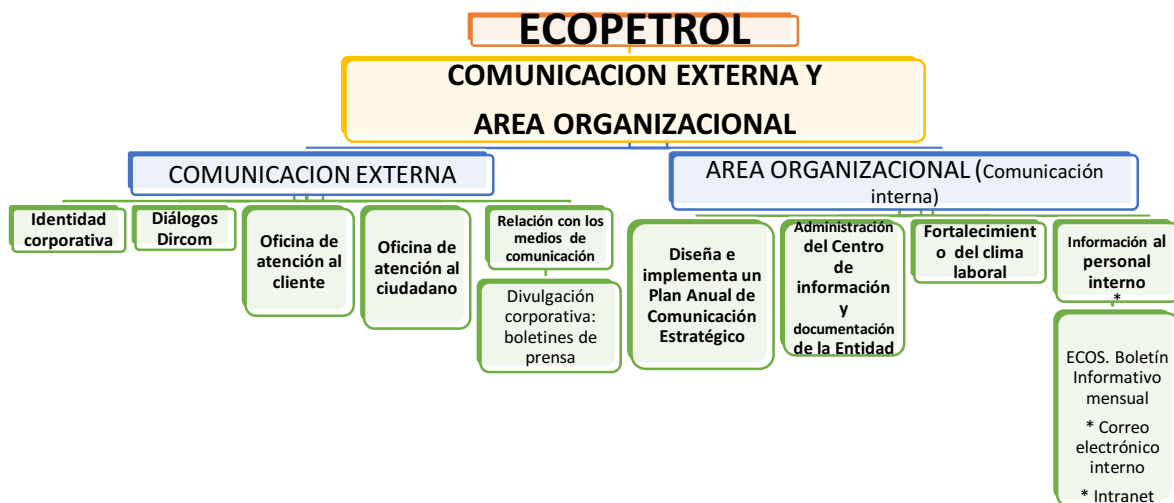 ECOPETROL
COMUNICACION EXTERNA Y
AREA ORGANIZACIONAL
COMUNICACION EXTERNA
Identidad
corporativa
Diálogos
Dircom
Oficina de
atención al
cliente
Oficina de
atención al
ciudadano
Relación con los
medios de
comunicación
Divulgación
corporativa:
boletines de
prensa
AREA ORGANIZACIONAL (Comunicación
interna)
Diseña e
implementa un
Plan Anual de
Comunicación
Estratégico
Administración
del Centro de
información
y
documentación
de la Entidad
Fortalecimient
o del clima
laboral
Información al
personal
interno
*
ECOS. Boletín
Informativo
mensual
* Correo
electrónico
interno
* Intranet